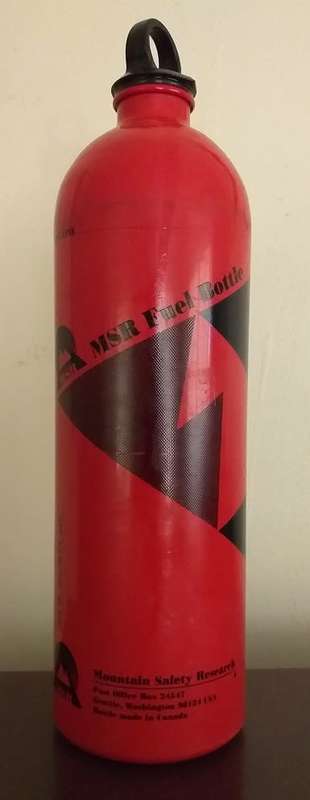 MSR Fuel Bottle
Mountain Safety Research
Post Office Box 24547
Seattle, Washington 98124 USA
Bottle made in Canada